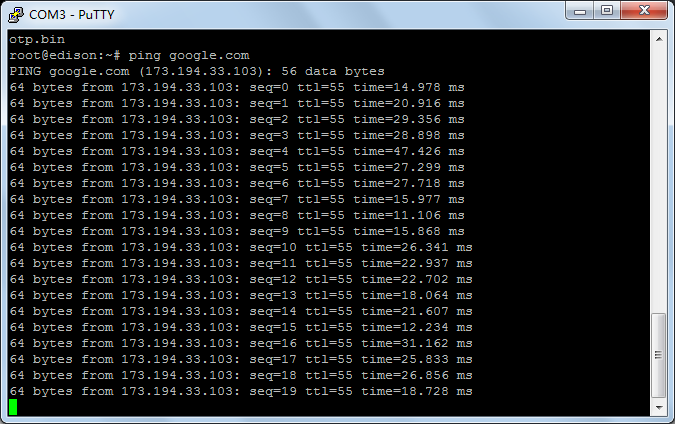 COM3 - PuTTY
otp.bin
root@edison:~# ping google.com
PING google.com (173.194.33.103): 56 data bytes
64 bytes from 173.194.33.103: seq=0 ttl=55 time=14.978 ms
64 bytes from 173.194.33.103: seq=1 ttl=55 time=20.916 ms
64 bytes from 173.194.33.103: seq=2 ttl=55 time=29.356 ms
64 bytes from 173.194.33.103: seq=3 ttl=55 time=28.898 ms
64 bytes from 173.194.33.103: seq=4 ttl=55 time=47.426 ms
64 bytes from 173.194.33.103: seq=5 ttl=55 time=27.299 ms
64 bytes from 173.194.33.103: seq=6 ttl=55 time=27.718 ms
64 bytes from 173.194.33.103: seq=7 ttl=55 time=15.977 ms
64 bytes from 173.194.33.103: seq=8 ttl=55 time=11.106 ms
64 bytes from 173.194.33.103: seq=9 ttl=55 time=15.868 ms
64 bytes from 173.194.33.103: seq=10 ttl=55 time=26.341 ms
64 bytes from 173.194.33.103: seq=11 ttl=55 time=22.937 ms
64 bytes from 173.194.33.103: seq=12 ttl=55 time=22.702 ms
64 bytes from 173.194.33.103: seq=13 ttl=55 time=18.064 ms
64 bytes from 173.194.33.103: seq=14 ttl=55 time=21.607 ms
64 bytes from 173.194.33.103: seq=15 ttl=55 time=12.234 ms
64 bytes from 173.194.33.103: seq=16 ttl=55 time=31.162 ms
64 bytes from 173.194.33.103: seq=17 ttl=55 time=25.833 ms
64 bytes from 173.194.33.103: seq=18 ttl=55 time=26.856 ms
64 bytes from 173.194.33.103: seq=19 ttl=55 time=18.728 ms